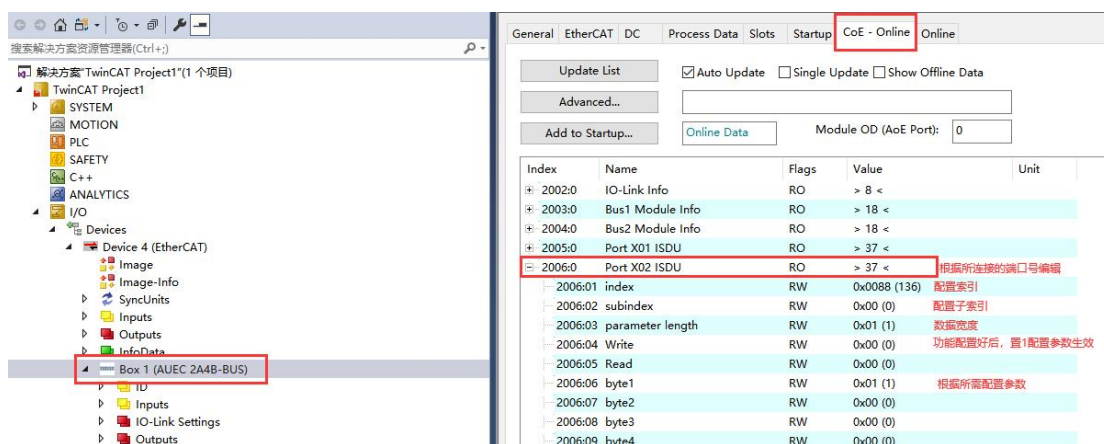 搜索解决方案资源管理器(Ctrl+;)
解决方案"TwinCAT Project1"(1 个项目)
TwinCAT Project1
SYSTEM
MOTION
PLC
SAFETY
C++
ANALYTICS
I/O
Devices
Device 4 (EtherCAT)
Image
Image-Info
SyncUnits
Inputs
Outputs
InfoData
Box 1 (AUEC 2A4B-BUS)
ID
Inputs
IO-Link Settings
Outputs
General EtherCAT DC Process Data Slots Startup CoE - Online Online
Update List Auto Update Single Update Show Offline Data
Advanced...
Add to Startup... Online Data Module OD (AoE Port): 0
Index Name Flags Value Unit
2002:0 IO-Link Info RO > 8 <
2003:0 Bus1 Module Info RO > 18 <
2004:0 Bus2 Module Info RO > 18 <
2005:0 Port X01 ISDU RO > 37 <
2006:0 Port X02 ISDU RO > 37 < 根据所连接的端口号编辑
2006:01 index RW 0x0088 (136) 配置索引
2006:02 subindex RW 0x00 (0) 配置子索引
2006:03 parameter length RW 0x01 (1) 数据宽度
2006:04 Write RW 0x00 (0) 功能配置好后，置1配置参数生效
2006:05 Read RW 0x00 (0)
2006:06 byte1 RW 0x01 (1) 根据所需配置参数
2006:07 byte2 RW 0x00 (0)
2006:08 byte3 RW 0x00 (0)
2006:09 byte4 RW 0x00 (0)